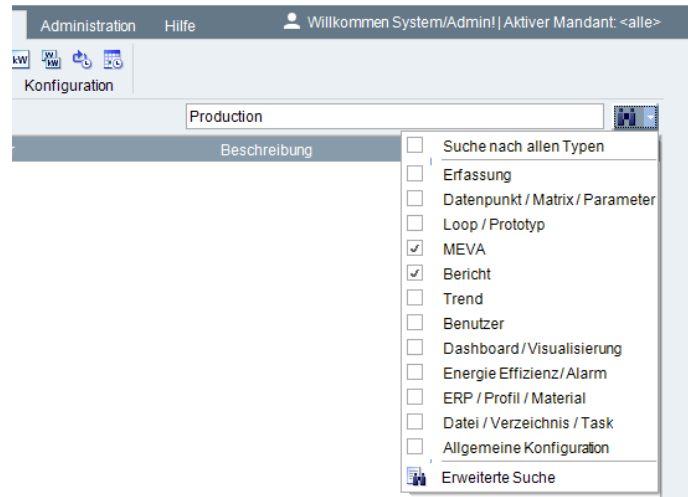 Administration Hilfe Willkommen System/Admin! | Aktiver Mandant: <alle>
kW kW
Konfiguration
Production
Beschreibung
Suche nach allen Typen
Erfassung
Datenpunkt / Matrix / Parameter
Loop / Prototyp
MEVA
Bericht
Trend
Benutzer
Dashboard / Visualisierung
Energie Effizienz / Alarm
ERP / Profil / Material
Datei / Verzeichnis / Task
Allgemeine Konfiguration
Erweiterte Suche